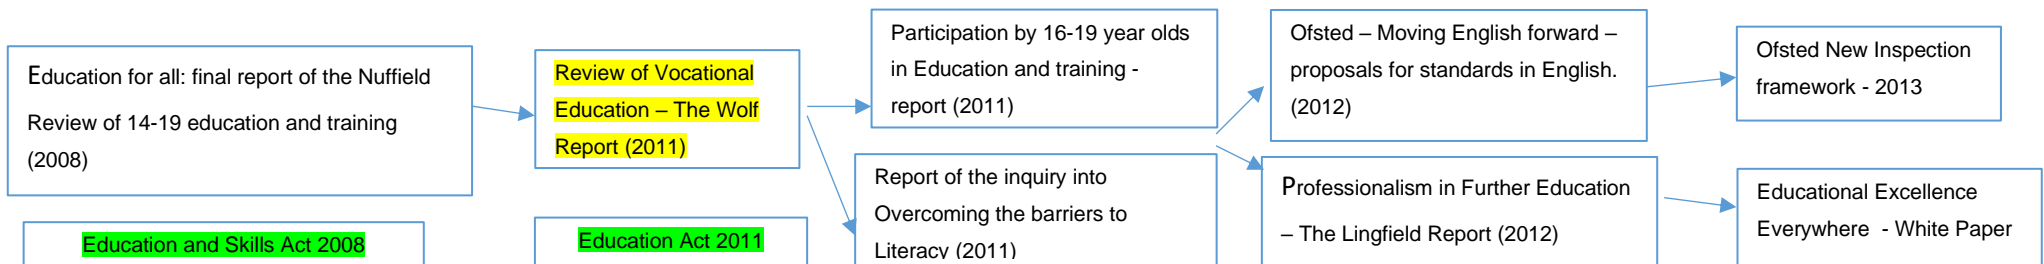 Education for all: final report of the Nuffield
Review of 14-19 education and training
(2008)
Education and Skills Act 2008
Review of Vocational
Education – The Wolf
Report (2011)
Education Act 2011
Participation by 16-19 year olds
in Education and training -
report (2011)
Report of the inquiry into
Overcoming the barriers to
Literacy (2011)
Ofsted – Moving English forward –
proposals for standards in English.
(2012)
Professionalism in Further Education
– The Lingfield Report (2012)
Ofsted New Inspection
framework - 2013
Educational Excellence
Everywhere - White Paper